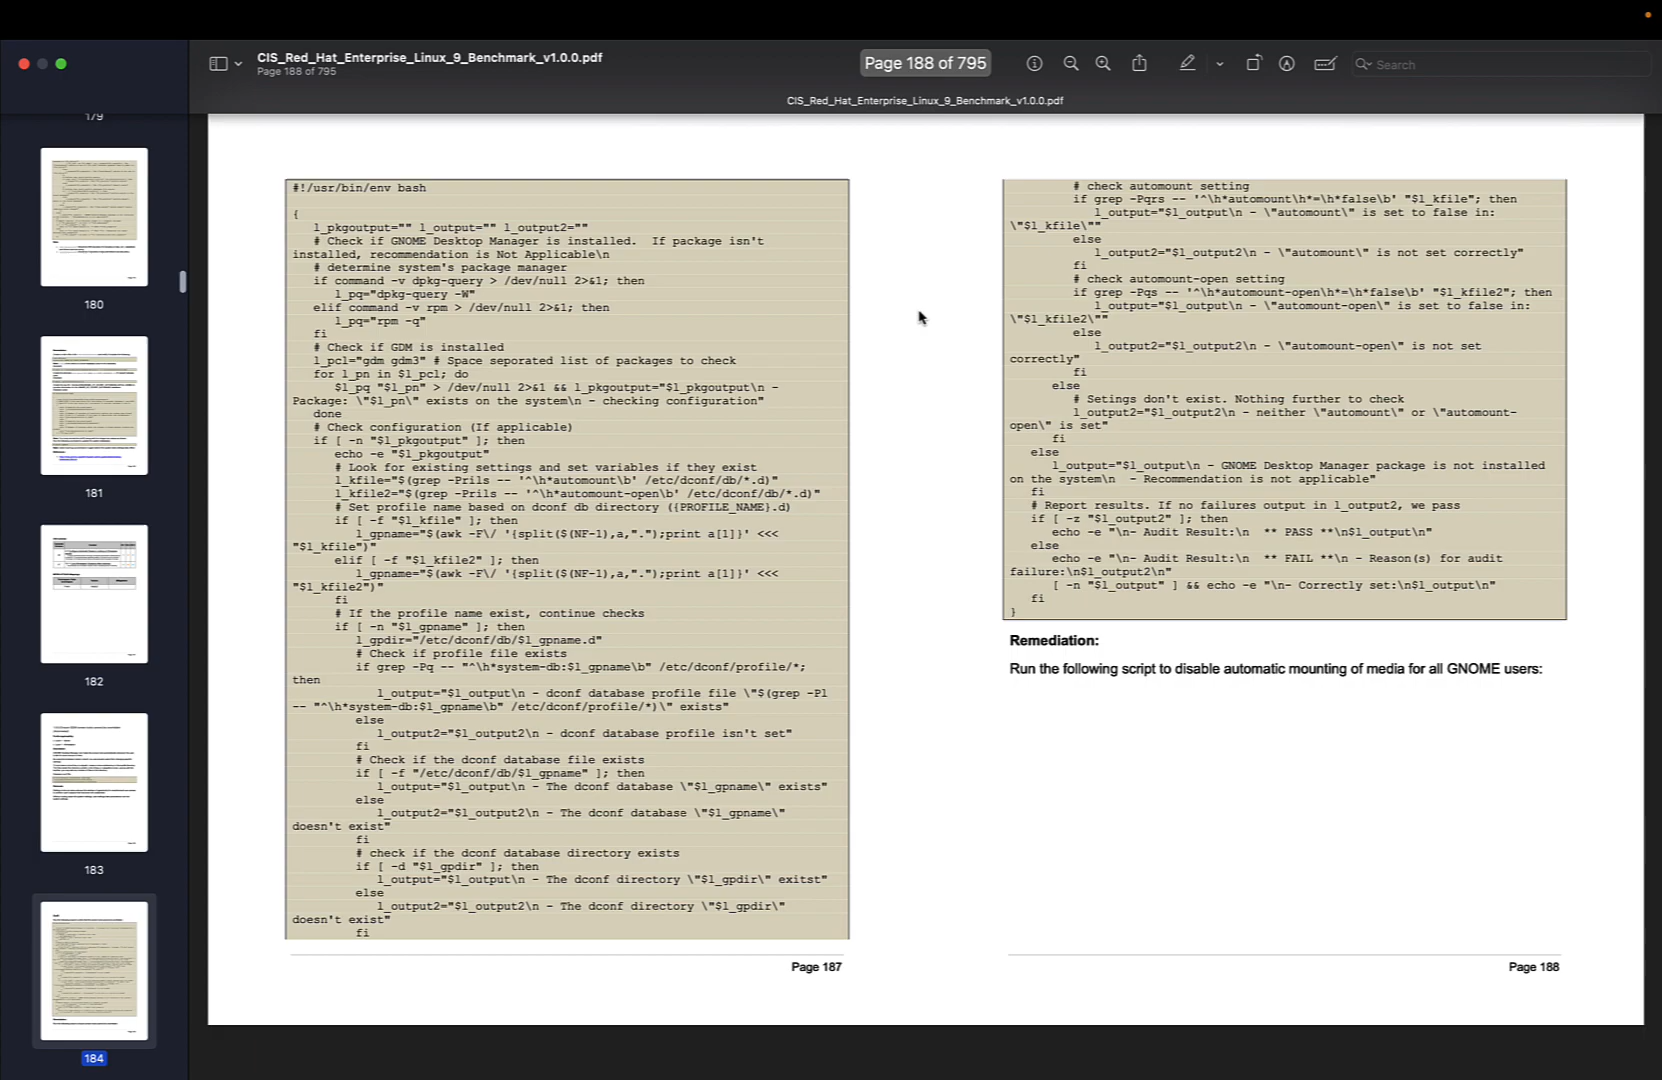 CIS_Red_Hat_Enterprise_Linux_9_Benchmark_v1.0.0.pdf
Page 188 of 795
Page 188 of 795
Search
CIS_Red_Hat_Enterprise_Linux_9_Benchmark_v1.0.0.pdf
179
180
181
182
183
184
#!/usr/bin/env bash
{
l_pkgoutput="" l_output="" l_output2=""
# Check if GNOME Desktop Manager is installed.  If package isn't
installed, recommendation is Not Applicable\n
# determine system's package manager
if command -v dpkg-query > /dev/null 2>&1; then
l_pq="dpkg-query -W"
elif command -v rpm > /dev/null 2>&1; then
l_pq="rpm -q"
fi
# Check if GDM is installed
l_pcl="gdm gdm3" # Space seporated list of packages to check
for l_pn in $l_pcl; do
$l_pq "$l_pn" > /dev/null 2>&1 && l_pkgoutput="$l_pkgoutput\n -
Package: \"$l_pn\" exists on the system\n - checking configuration"
done
# Check configuration (If applicable)
if [ -n "$l_pkgoutput" ]; then
echo -e "$l_pkgoutput"
# Look for existing settings and set variables if they exist
l_kfile="$(grep -Prils -- '^\h*automount\b' /etc/dconf/db/*.d)"
l_kfile2="$(grep -Prils -- '^\h*automount-open\b' /etc/dconf/db/*.d)"
# Set profile name based on dconf db directory ({PROFILE_NAME}.d)
if [ -f "$l_kfile" ]; then
l_gpname="$(awk -F\/ '{split($(NF-1),a,".");print a[1]}' <<<
"$l_kfile")"
elif [ -f "$l_kfile2" ]; then
l_gpname="$(awk -F\/ '{split($(NF-1),a,".");print a[1]}' <<<
"$l_kfile2")"
fi
# If the profile name exist, continue checks
if [ -n "$l_gpname" ]; then
l_gpdir="/etc/dconf/db/$l_gpname.d"
# Check if profile file exists
if grep -Pq -- "^\h*system-db:$l_gpname\b" /etc/dconf/profile/*;
then
l_output="$l_output\n - dconf database profile file \"$(grep -Pl
-- "^\h*system-db:$l_gpname\b" /etc/dconf/profile/*)\" exists"
else
l_output2="$l_output2\n - dconf database profile isn't set"
fi
# Check if the dconf database file exists
if [ -f "/etc/dconf/db/$l_gpname" ]; then
l_output="$l_output\n - The dconf database \"$l_gpname\" exists"
else
l_output2="$l_output2\n - The dconf database \"$l_gpname\"
doesn't exist"
fi
# check if the dconf database directory exists
if [ -d "$l_gpdir" ]; then
l_output="$l_output\n - The dconf directory \"$l_gpdir\" exitst"
else
l_output2="$l_output2\n - The dconf directory \"$l_gpdir\"
doesn't exist"
fi
Page 187
# check automount setting
if grep -Pqrs -- '^\h*automount\h*=\h*false\b' "$l_kfile"; then
l_output="$l_output\n - \"automount\" is set to false in:
\"$l_kfile\""
else
l_output2="$l_output2\n - \"automount\" is not set correctly"
fi
# check automount-open setting
if grep -Pqs -- '^\h*automount-open\h*=\h*false\b' "$l_kfile2"; then
l_output="$l_output\n - \"automount-open\" is set to false in:
\"$l_kfile2\""
else
l_output2="$l_output2\n - \"automount-open\" is not set
correctly"
fi
else
# Setings don't exist. Nothing further to check
l_output2="$l_output2\n - neither \"automount\" or \"automount-
open\" is set"
fi
else
l_output="$l_output\n - GNOME Desktop Manager package is not installed
on the system\n  - Recommendation is not applicable"
fi
# Report results. If no failures output in l_output2, we pass
if [ -z "$l_output2" ]; then
echo -e "\n- Audit Result:\n  ** PASS **\n$l_output\n"
else
echo -e "\n- Audit Result:\n  ** FAIL **\n - Reason(s) for audit
failure:\n$l_output2\n"
[ -n "$l_output" ] && echo -e "\n- Correctly set:\n$l_output\n"
fi
}
Remediation:
Run the following script to disable automatic mounting of media for all GNOME users:
Page 188